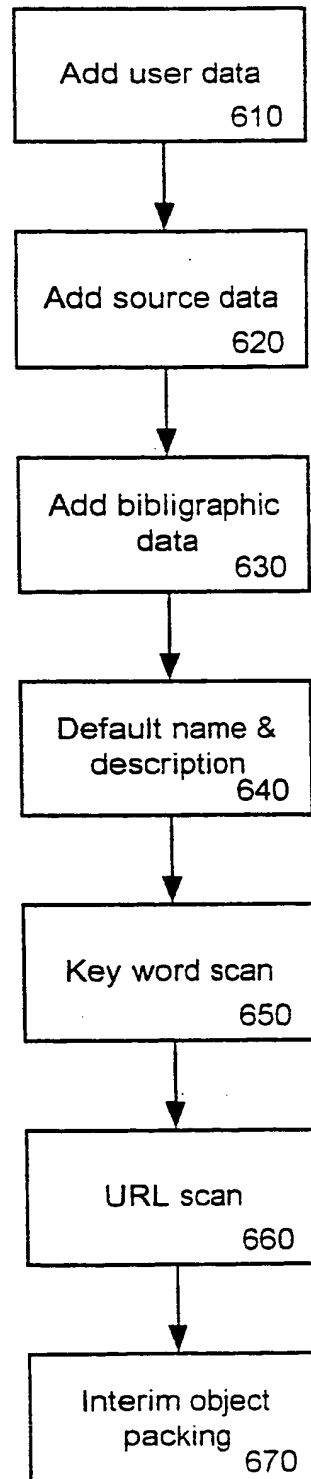 Add user data
610
Add source data
620
Add bibligraphic
data
630
Default name &
description
640
Key word scan
650
URL scan
660
Interim object
packing
670